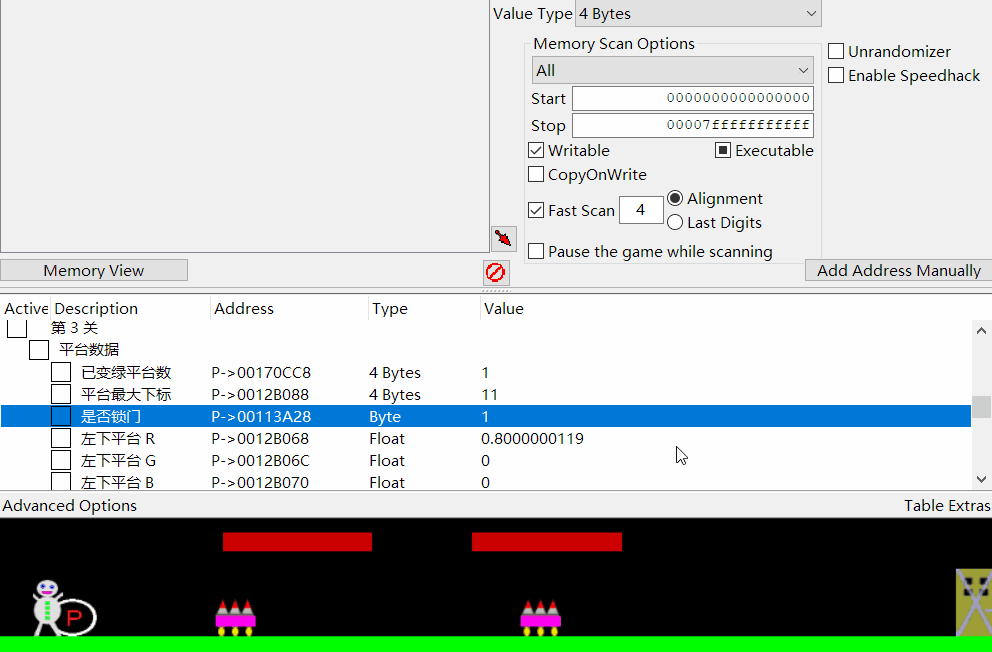 Value Type 4 Bytes
Memory Scan Options
All
Unrandomizer
Enable Speedhack
Start 0000000000000000
Stop 00007fffffffffff
Writable Executable
CopyOnWrite
Fast Scan 4 Alignment
Last Digits
Pause the game while scanning
Memory View
Add Address Manually
Active Description Address Type Value
第 3 关
平台数据
已变绿平台数 P->00170CC8 4 Bytes 1
平台最大下标 P->0012B088 4 Bytes 11
是否锁门 P->00113A28 Byte 1
左下平台 R P->0012B068 Float 0.8000000119
左下平台 G P->0012B06C Float 0
左下平台 B P->0012B070 Float 0
Advanced Options Table Extras
P